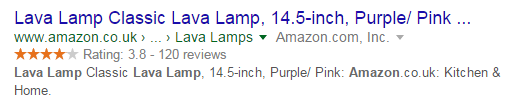 Lava Lamp Classic Lava Lamp, 14.5-inch, Purple/ Pink ...
www.amazon.co.uk › ... › Lava Lamps ▼ Amazon.com, Inc. ▼
★★★★★ Rating: 3.8 - 120 reviews
Lava Lamp Classic Lava Lamp, 14.5-inch, Purple/ Pink: Amazon.co.uk: Kitchen &
Home.